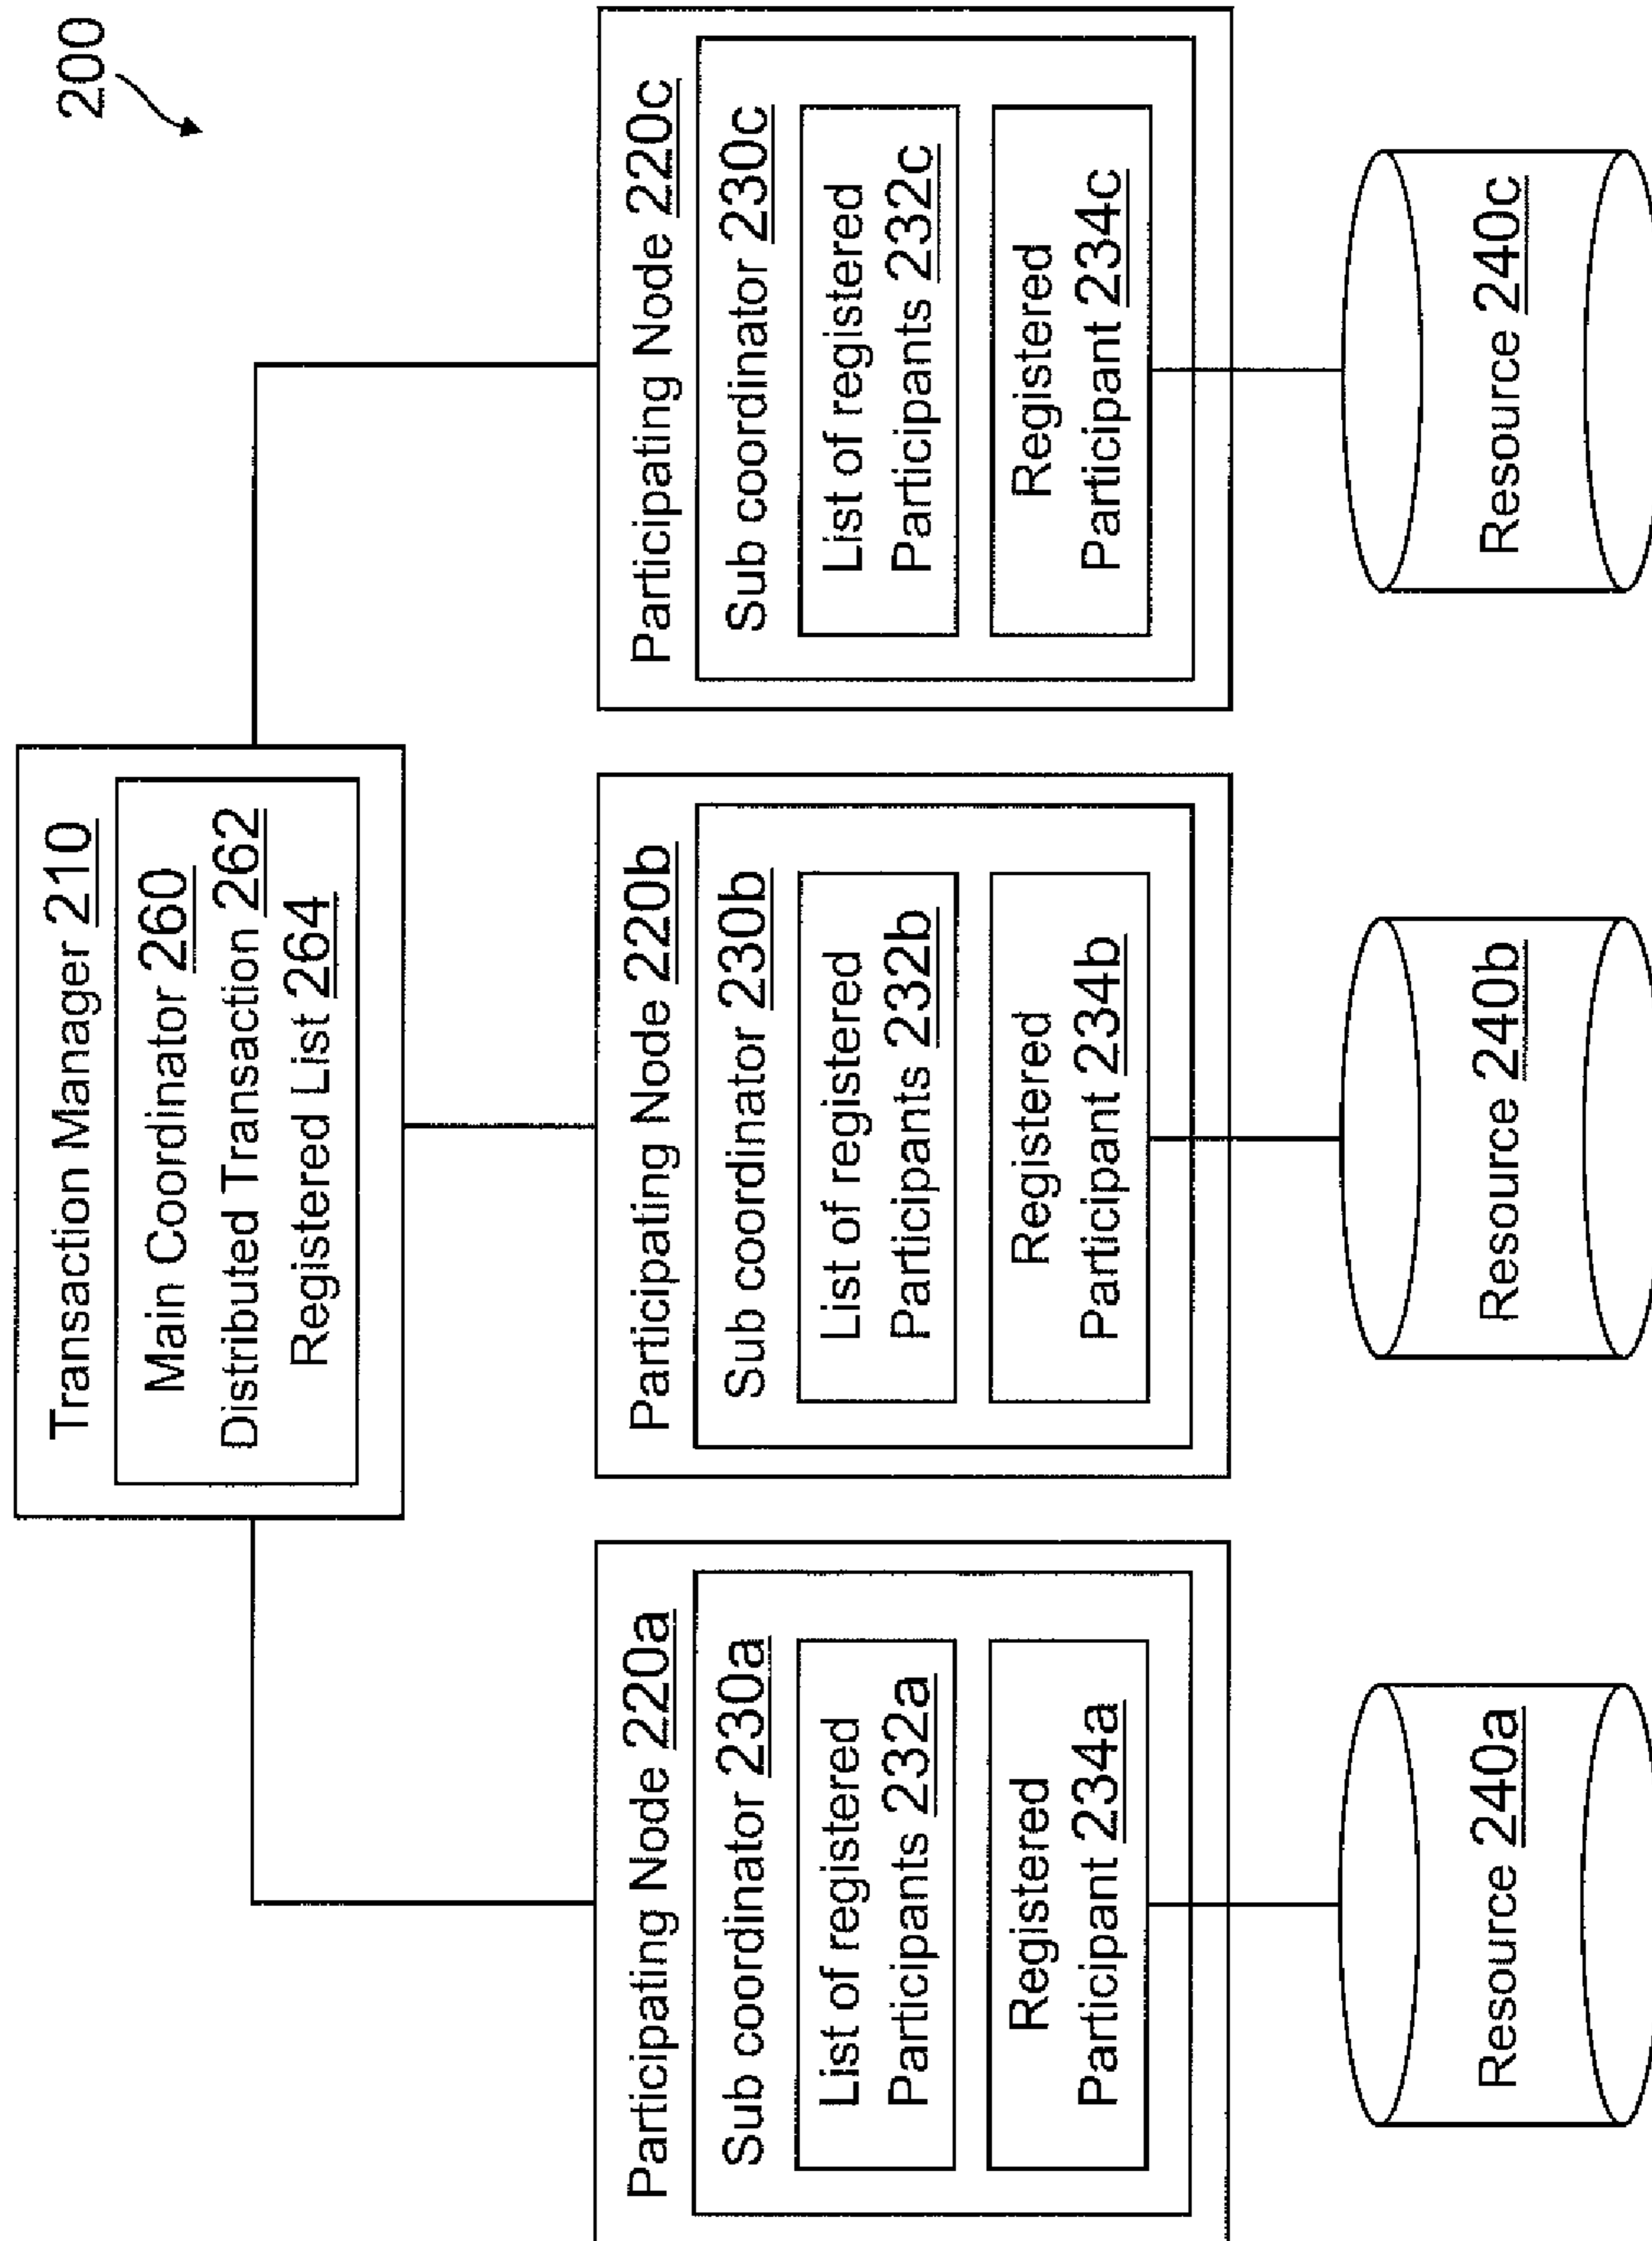 200
Transaction Manager 210
Main Coordinator 260
Distributed Transaction 262
Registered List 264
Participating Node 220a
Sub coordinator 230a
List of registered
Participants 232a
Registered
Participant 234a
Resource 240a
Participating Node 220b
Sub coordinator 230b
List of registered
Participants 232b
Registered
Participant 234b
Resource 240b
Participating Node 220c
Sub coordinator 230c
List of registered
Participants 232c
Registered
Participant 234c
Resource 240c